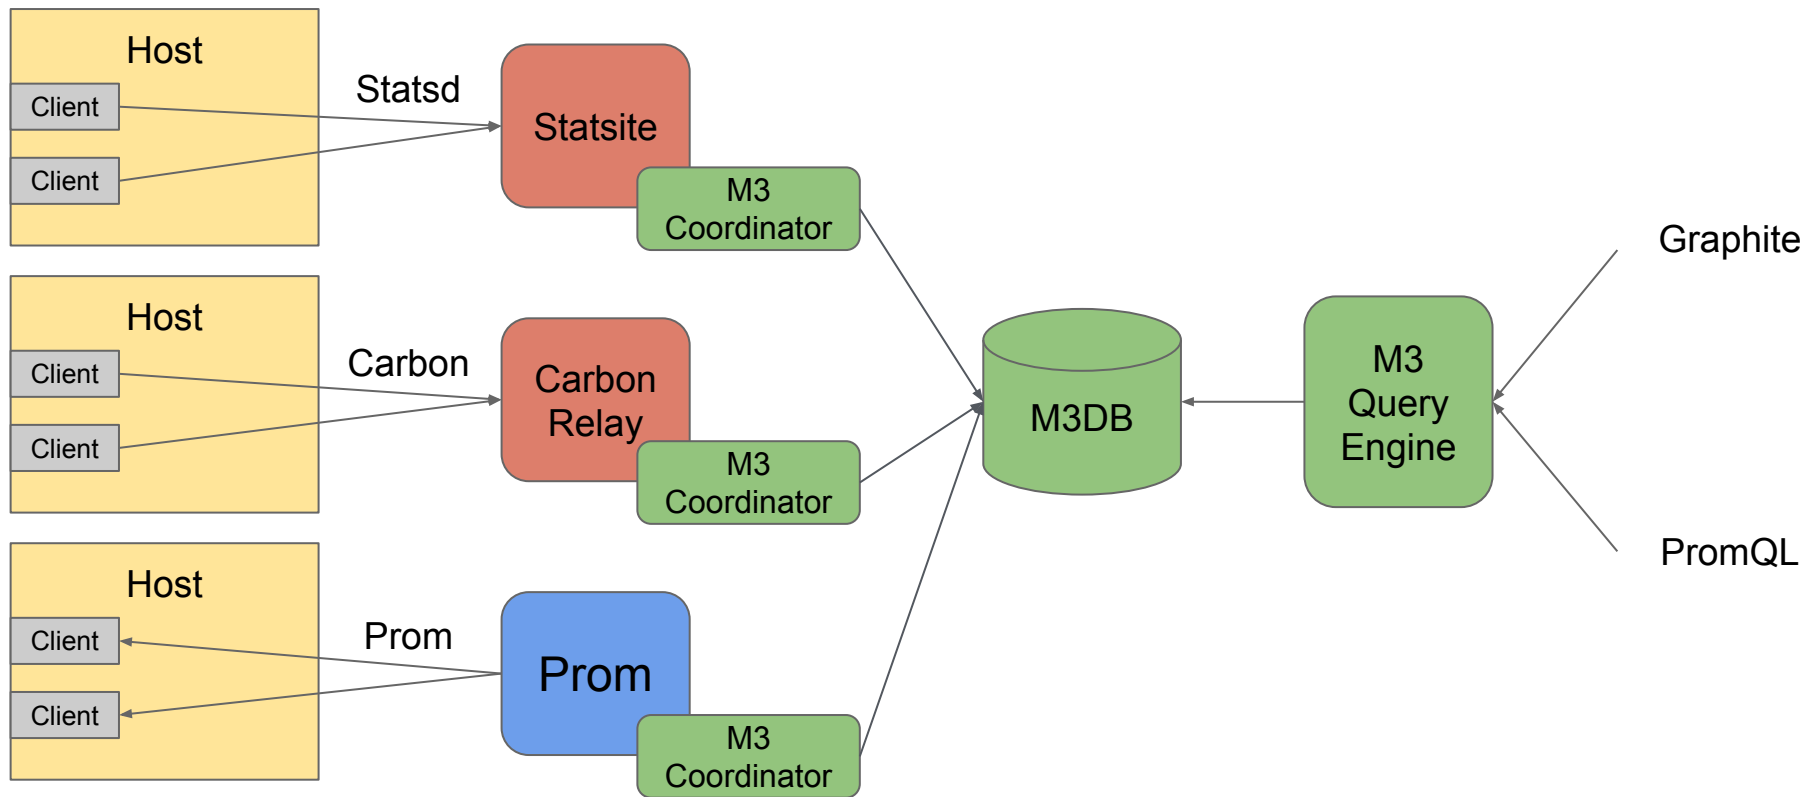 Host
Client
Client
Statsd
Statsite
M3
Coordinator
Host
Client
Client
Carbon
Carbon
Relay
M3
Coordinator
Host
Client
Client
Prom
Prom
M3
Coordinator
M3DB
M3
Query
Engine
Graphite
PromQL